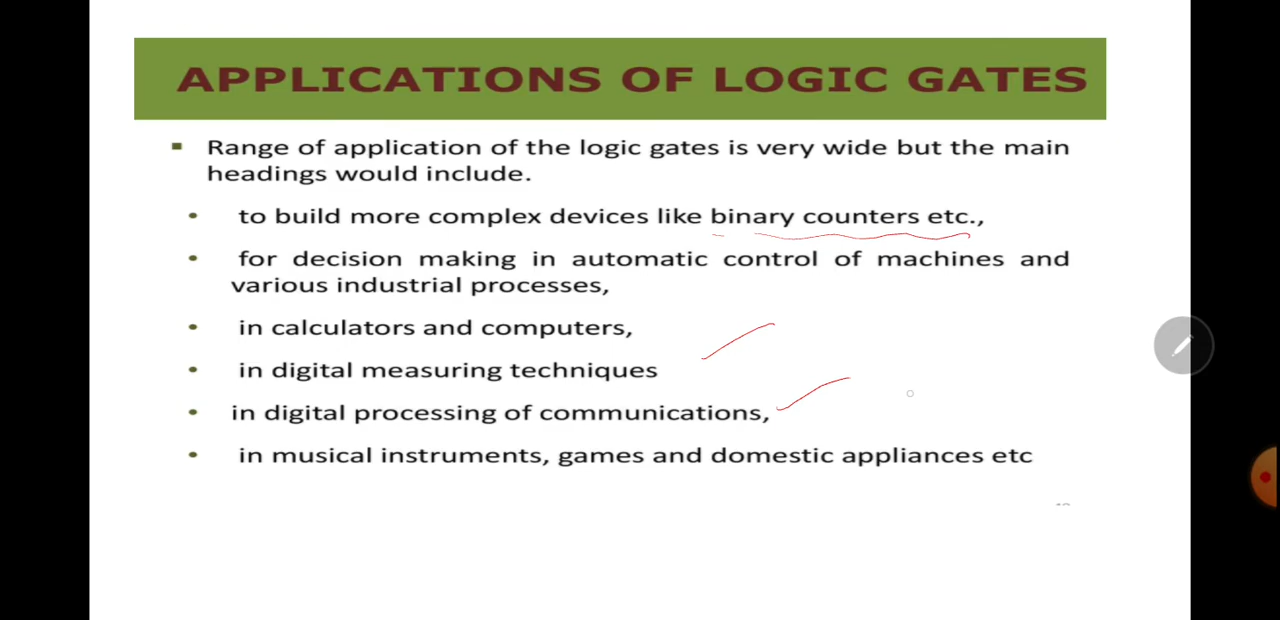 APPLICATIONS OF LOGIC GATES
Range of application of the logic gates is very wide but the main
headings would include.
to build more complex devices like binary counters etc.,
for decision making in automatic control of machines and
various industrial processes,
in calculators and computers,
in digital measuring techniques
in digital processing of communications,
in musical instruments, games and domestic appliances etc